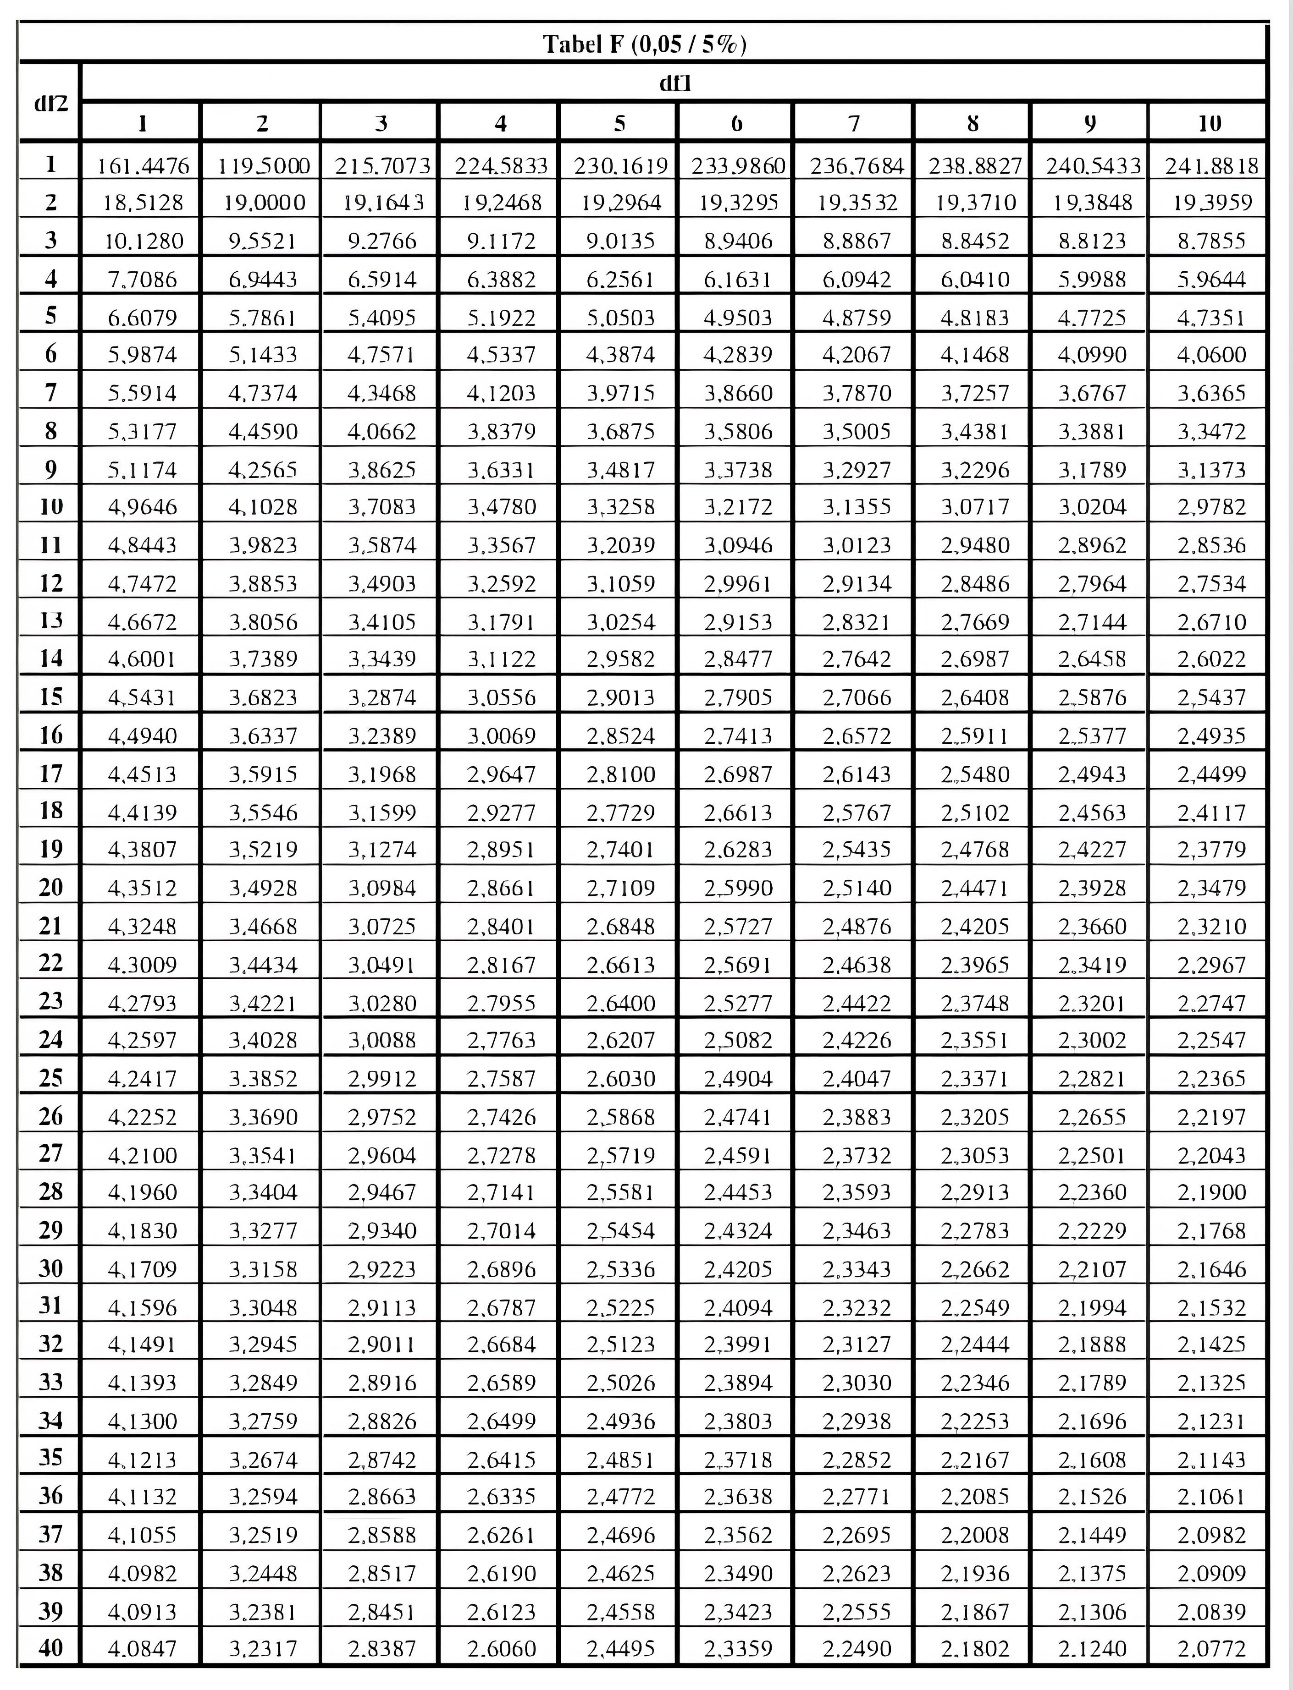 Tabel F (0,05 / 5%)
df1
df2
1 2 3 4 5 6 7 8 9 10
1 161.4476 119.5000 215.7073 224.5833 230.1619 233.9860 236.7684 238.8827 240.5433 241.8818
2 18,5128 19.0000 19.1643 19.2468 19.2964 19.3295 19.3532 19.3710 19.3848 19.3959
3 10.1280 9.5521 9.2766 9.1172 9.0135 8.9406 8.8867 8.8452 8.8123 8.7855
4 7,7086 6.9443 6.5914 6.3882 6.2561 6.1631 6.0942 6.0410 5.9988 5.9644
5 6.6079 5.7861 5.4095 5.1922 5.0503 4.9503 4.8759 4.8183 4.7725 4.7351
6 5,9874 5,1433 4,7571 4,5337 4,3874 4,2839 4,2067 4,1468 4,0990 4,0600
7 5.5914 4,7374 4.3468 4,1203 3,9715 3,8660 3,7870 3,7257 3,6767 3,6365
8 5,3177 4,4590 4.0662 3.8379 3,6875 3,5806 3,5005 3,4381 3.3881 3,3472
9 5,1174 4,2565 3,8625 3,6331 3,4817 3.3738 3.2927 3.2296 3,1789 3,1373
10 4,9646 4,1028 3,7083 3,4780 3,3258 3,2172 3.1355 3.0717 3.0204 2,9782
11 4,8443 3,9823 3,5874 3,3567 3,2039 3,0946 3,0123 2,9480 2,8962 2,8536
12 4,7472 3,8853 3,4903 3.2592 3,1059 2,9961 2,9134 2,8486 2,7964 2,7534
13 4.6672 3.8056 3.4105 3.1791 3,0254 2,9153 2,8321 2,7669 2,7144 2,6710
14 4,6001 3,7389 3,3439 3,1122 2,9582 2,8477 2,7642 2,6987 2,6458 2,6022
15 4,5431 3.6823 3.2874 3.0556 2,9013 2,7905 2,7066 2,6408 2,5876 2,5437
16 4,4940 3.6337 3.2389 3.0069 2,8524 2,7413 2,6572 2,5911 2,5377 2.4935
17 4,4513 3,5915 3,1968 2,9647 2,8100 2,6987 2,6143 2,5480 2,4943 2,4499
18 4,4139 3,5546 3,1599 2,9277 2,7729 2.6613 2,5767 2,5102 2,4563 2,4117
19 4,3807 3,5219 3,1274 2,8951 2,7401 2,6283 2,5435 2,4768 2.4227 2,3779
20 4,3512 3,4928 3.0984 2,8661 2,7109 2,5990 2,5140 2,4471 2,3928 2,3479
21 4,3248 3,4668 3,0725 2,8401 2,6848 2,5727 2,4876 2,4205 2,3660 2,3210
22 4.3009 3,4434 3.0491 2.8167 2,6613 2,5691 2,4638 2.3965 2.3419 2,2967
23 4,2793 3,4221 3,0280 2.7955 2,6400 2,5277 2,4422 2.3748 2.3201 2.2747
24 4,2597 3,4028 3,0088 2,7763 2,6207 2,5082 2,4226 2,3551 2.3002 2,2547
25 4,2417 3.3852 2,9912 2,7587 2,6030 2,4904 2,4047 2,3371 2,2821 2,2365
26 4,2252 3.3690 2,9752 2,7426 2,5868 2,4741 2,3883 2,3205 2,2655 2,2197
27 4,2100 3,3541 2,9604 2,7278 2,5719 2,4591 2,3732 2,3053 2,2501 2,2043
28 4,1960 3,3404 2,9467 2,7141 2,5581 2,4453 2,3593 2.2913 2,2360 2,1900
29 4,1830 3,3277 2,9340 2,7014 2,5454 2,4324 2,3463 2,2783 2,2229 2,1768
30 4,1709 3.3158 2,9223 2,6896 2,5336 2,4205 2.3343 2,2662 2,2107 2,1646
31 4,1596 3.3048 2,9113 2,6787 2,5225 2,4094 2.3232 2,2549 2,1994 2,1532
32 4,1491 3,2945 2.9011 2,6684 2,5123 2,3991 2,3127 2,2444 2.1888 2,1425
33 4,1393 3.2849 2,8916 2,6589 2,5026 2,3894 2,3030 2,2346 2,1789 2,1325
34 4,1300 3.2759 2,8826 2,6499 2,4936 2,3803 2,2938 2,2253 2,1696 2,1231
35 4,1213 3.2674 2,8742 2,6415 2,4851 2,3718 2,2852 2,2167 2.1608 2.1143
36 4,1132 3.2594 2.8663 2,6335 2,4772 2,3638 2,2771 2,2085 2,1526 2,1061
37 4,1055 3,2519 2,8588 2,6261 2,4696 2,3562 2,2695 2,2008 2,1449 2,0982
38 4.0982 3,2448 2,8517 2,6190 2,4625 2.3490 2,2623 2,1936 2,1375 2,0909
39 4,0913 3,2381 2,8451 2,6123 2,4558 2,3423 2,2555 2,1867 2,1306 2,0839
40 4.0847 3,2317 2.8387 2.6060 2,4495 2,3359 2,2490 2.1802 2.1240 2.0772